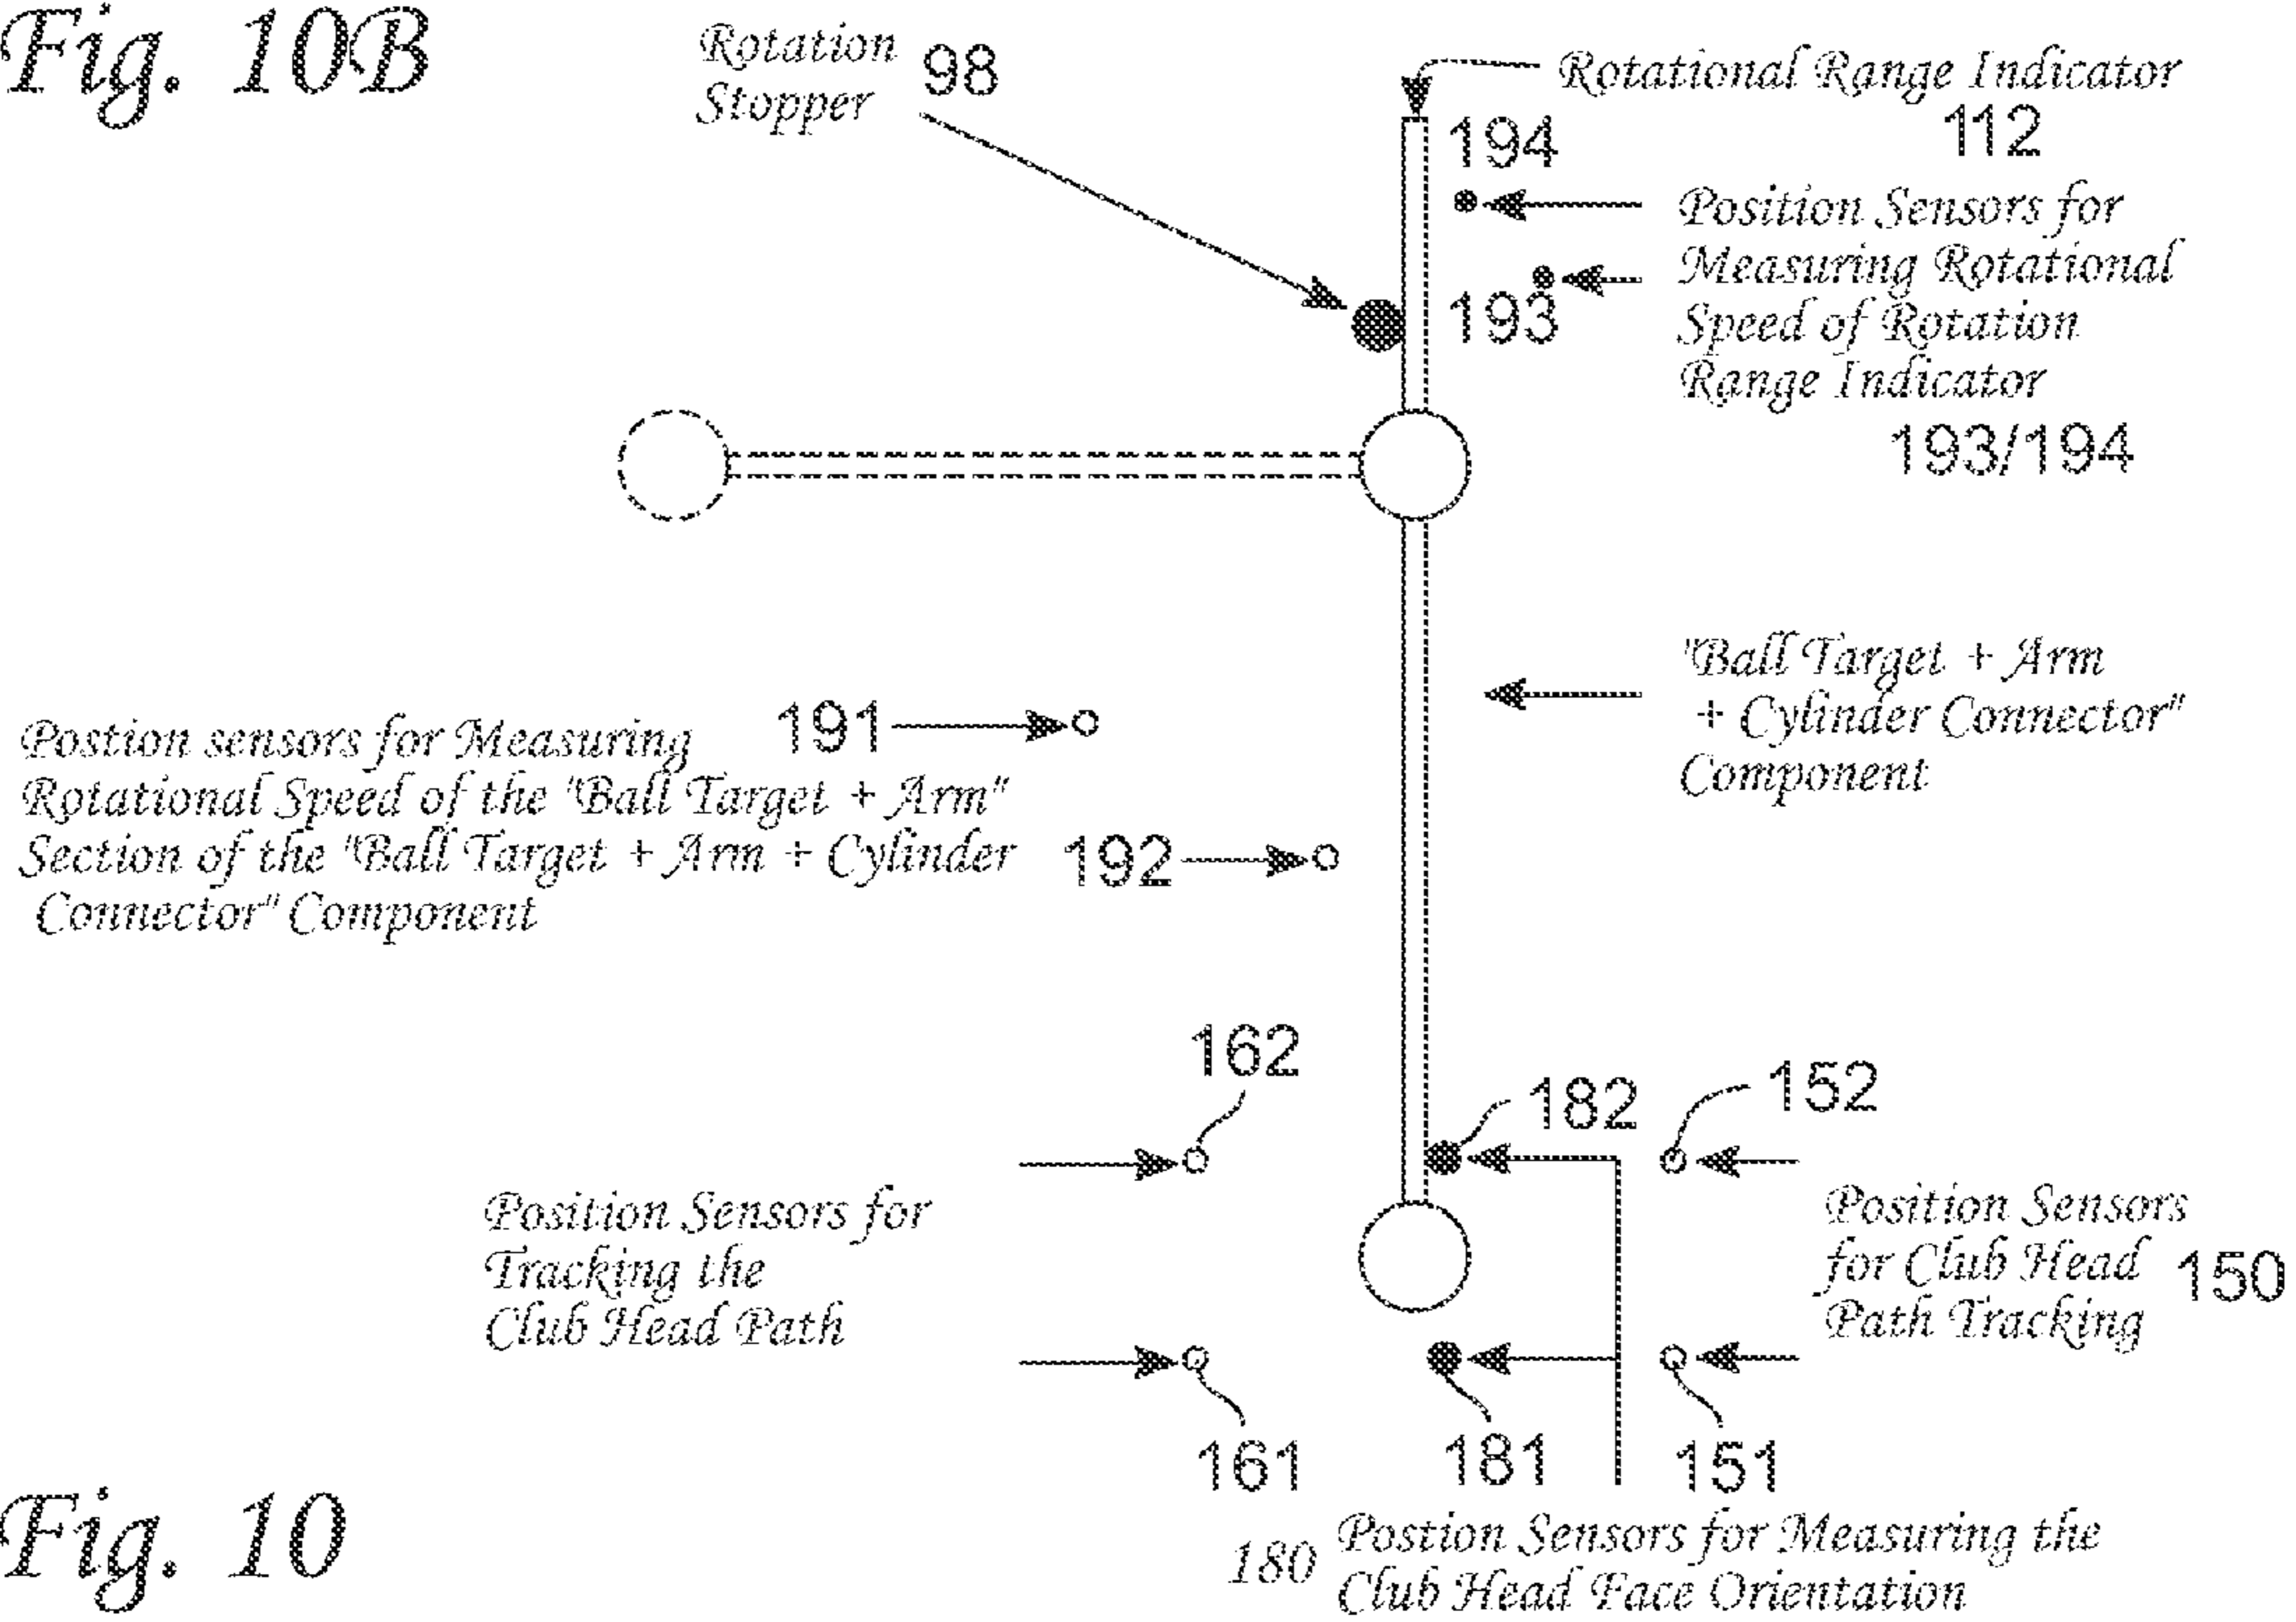 Fig. 10B
Rotation
Stopper
98
Rotational Range Indicator
112
194
Position Sensors for
Measuring Rotational
Speed of Rotation
Range Indicator
193
193/194
"Ball Target + Arm
+ Cylinder Connector"
Component
191
Postion sensors for Measuring
Rotational Speed of the "Ball Target + Arm"
Section of the "Ball Target + Arm + Cylinder
Connector" Component
192
162
182
152
Position Sensors for
Tracking the
Club Head Path
Position Sensors
for Club Head
Path Tracking
150
161
181
151
Fig. 10
180
Postion Sensors for Measuring the
Club Head Face Orientation